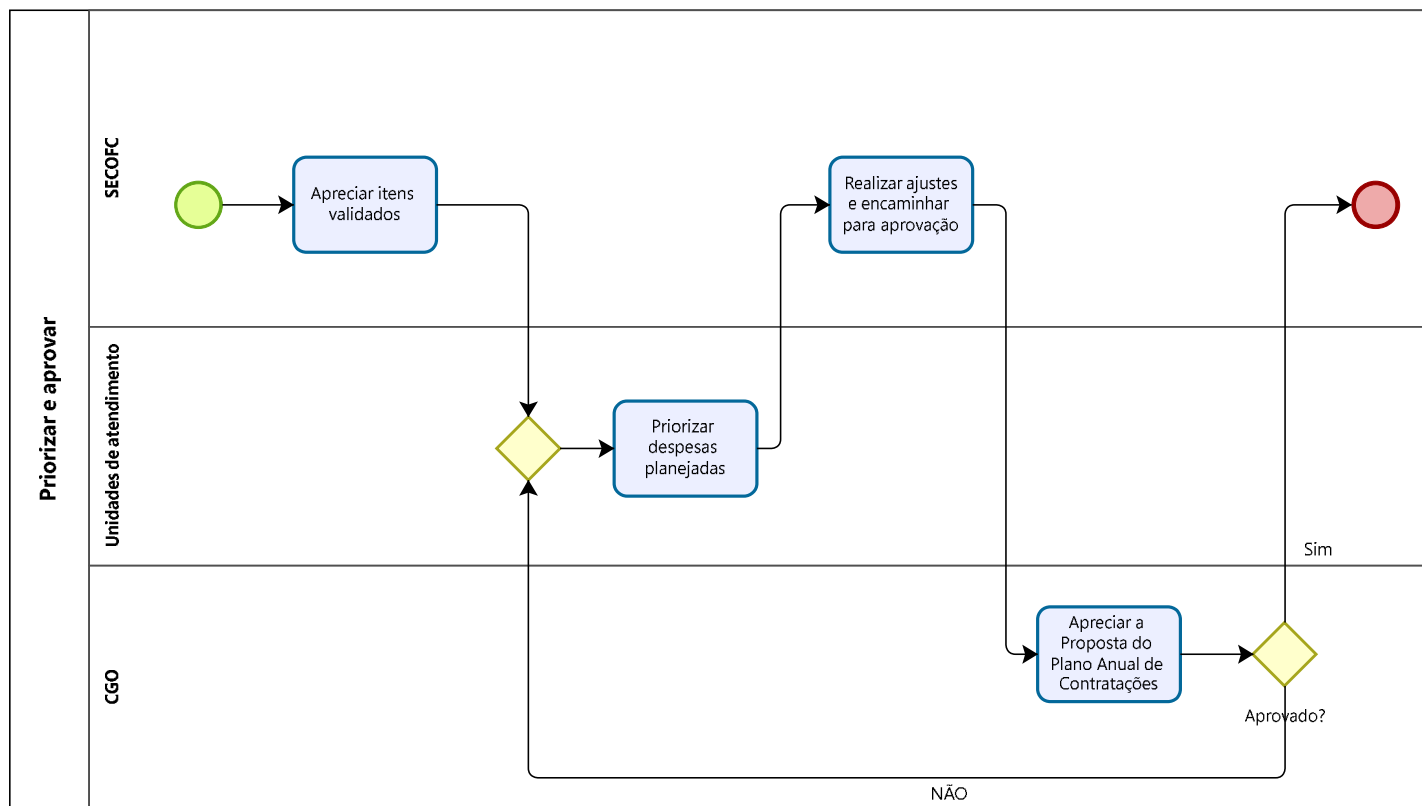 Priorizar e aprovar
SECOFC
Apreciar itens
validados
Realizar ajustes
e encaminhar
para aprovação
Unidades de atendimento
Priorizar
despesas
planejadas
Sim
CGO
Apreciar a
Proposta do
Plano Anual de
Contratações
Aprovado?
NÃO